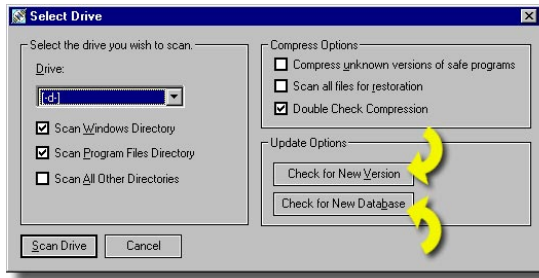 Select Drive
Select the drive you wish to scan.
Drive:
[-d-]
Scan Windows Directory
Scan Program Files Directory
Scan All Other Directories
Compress Options
Compress unknown versions of safe programs
Scan all files for restoration
Double Check Compression
Update Options
Check for New Version
Check for New Database
Scan Drive
Cancel